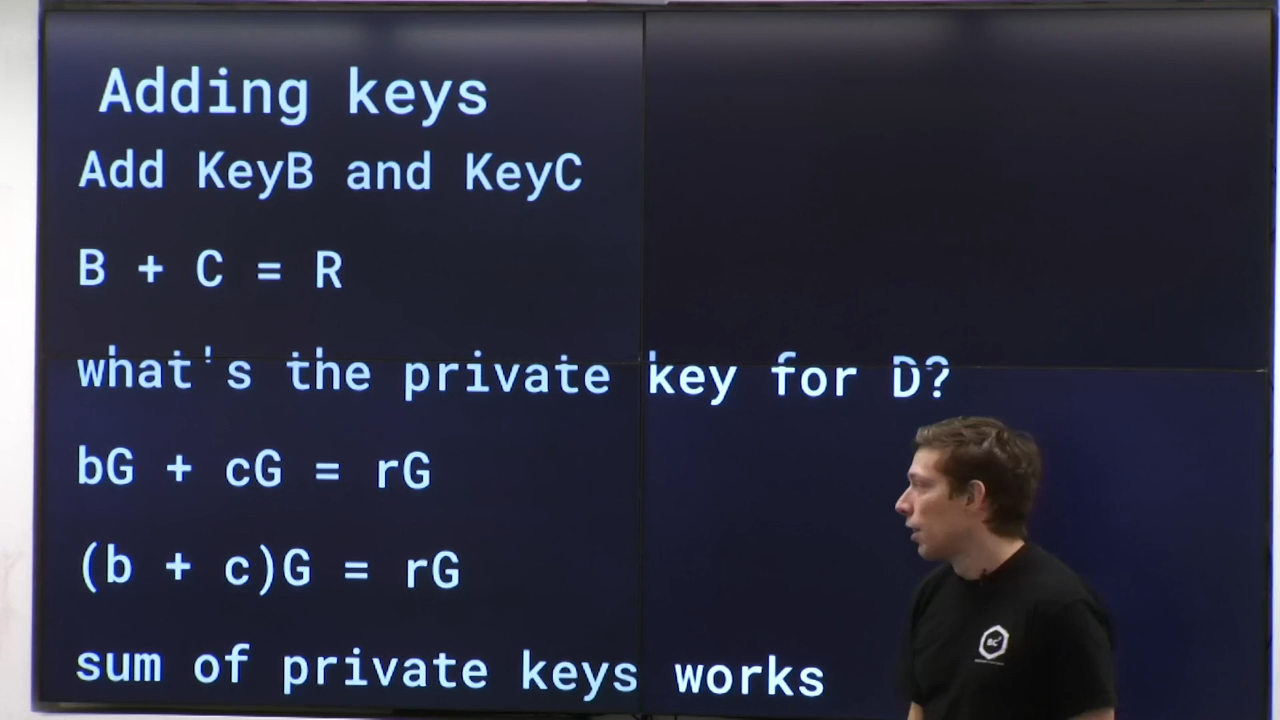 Adding keys
Add KeyB and KeyC
B + C = R
what's the private key for D?
bG + cG = rG
(b + c)G = rG
sum of private keys works